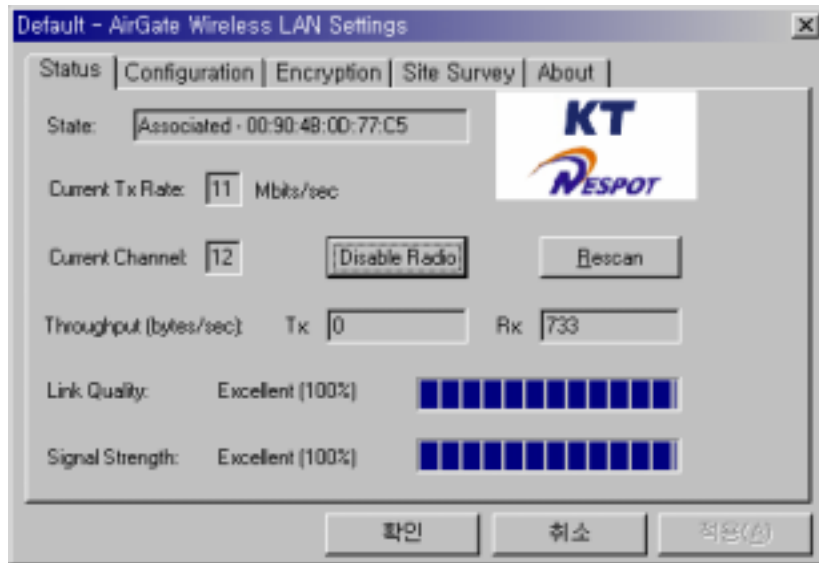 Default - AirGate Wireless LAN Settings
Status Configuration Encryption Site Survey About
State: Associated - 00:90:4B:0D:77:C5
KT
NESPOT
Current Tx Rate: 11 Mbits/sec
Current Channel: 12 Disable Radio Rescan
Throughput (bytes/sec): Tx: 0 Rx: 733
Link Quality: Excellent (100%)
Signal Strength: Excellent (100%)
확인 취소 적용(A)